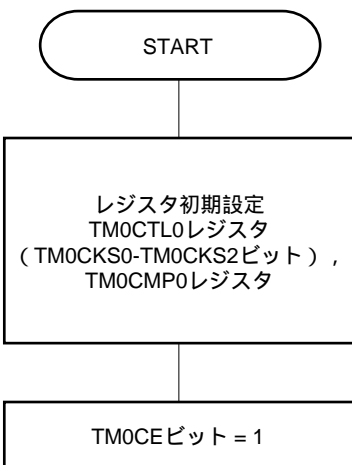 START
レジスタ初期設定
TM0CTL0レジスタ
（TM0CKS0-TM0CKS2ビット）,
TM0CMP0レジスタ
TM0CEビット = 1